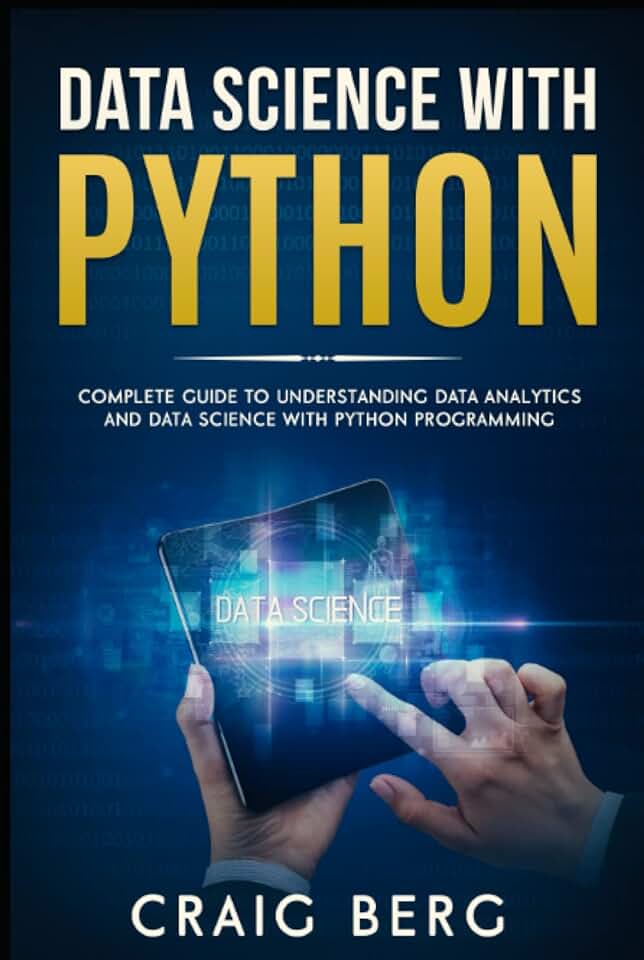 DATA SCIENCE WITH
PYTHON
COMPLETE GUIDE TO UNDERSTANDING DATA ANALYTICS
AND DATA SCIENCE WITH PYTHON PROGRAMMING
DATA SCIENCE
CRAIG BERG